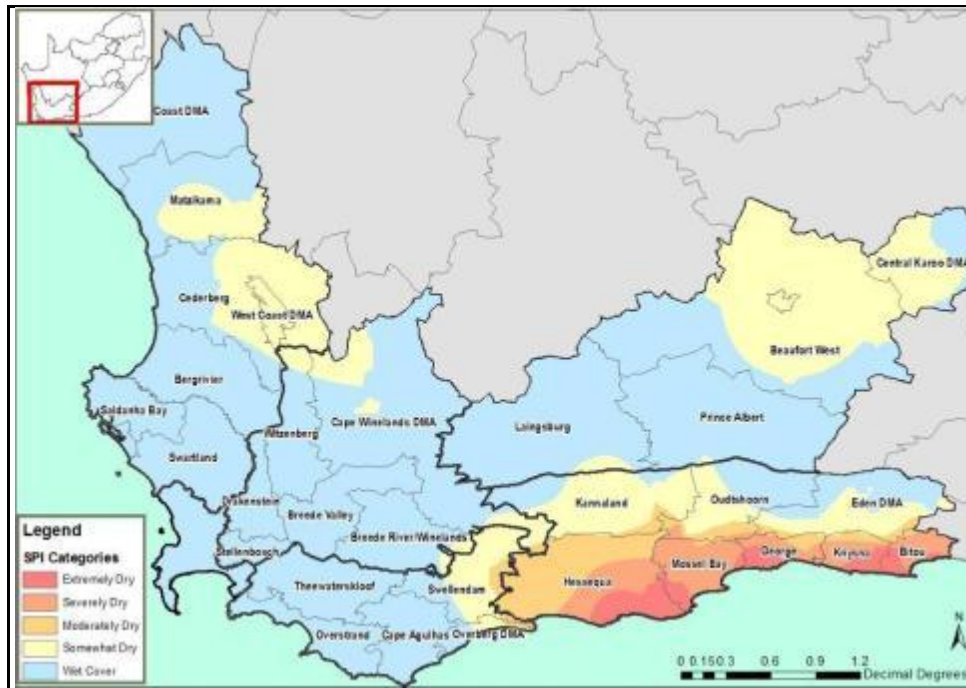 Coast DMA
Matzikama
Central Karoo DMA
Cederberg
West Coast DMA
Beaufort West
Bergrivier
Saldanha Bay
Witzenberg
Cape Winelands DMA
Laingsburg
Prince Albert
Swartland
Kannaland
Oudtshoorn
Eden DMA
Drakenstein
Breede Valley
Stellenbosch
Breede River/Winelands
George
Knysna
Bitou
Mossel Bay
Hessequa
Theewaterskloof
Swellendam
Overstrand
Cape Agulhas
Overberg DMA
Legend
SPI Categories
Extremely Dry
Severely Dry
Moderately Dry
Somewhat Dry
Wet Cover
N
0 0.15 0.3 0.6 0.9 1.2
Decimal Degrees